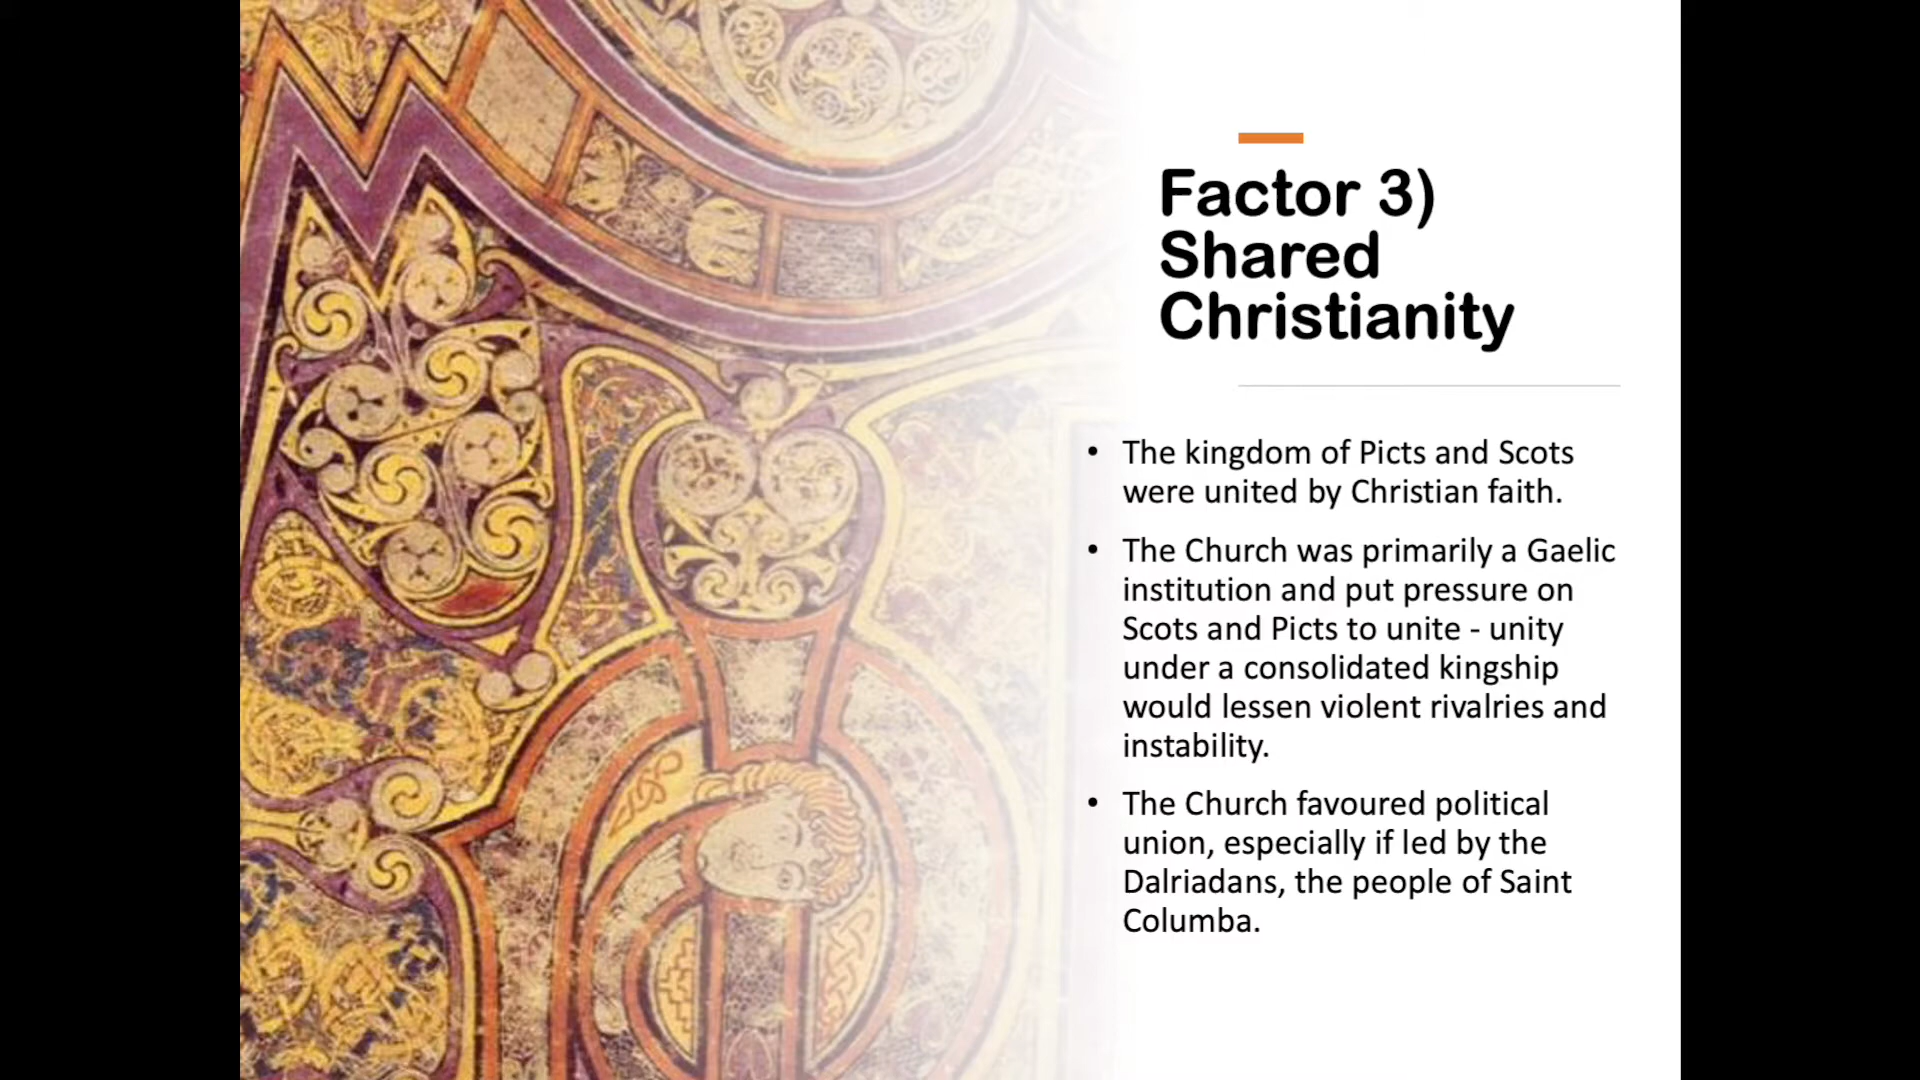 Factor 3)
Shared
Christianity
• The kingdom of Picts and Scots
were united by Christian faith.
• The Church was primarily a Gaelic
institution and put pressure on
Scots and Picts to unite - unity
under a consolidated kingship
would lessen violent rivalries and
instability.
• The Church favoured political
union, especially if led by the
Dalriadans, the people of Saint
Columba.